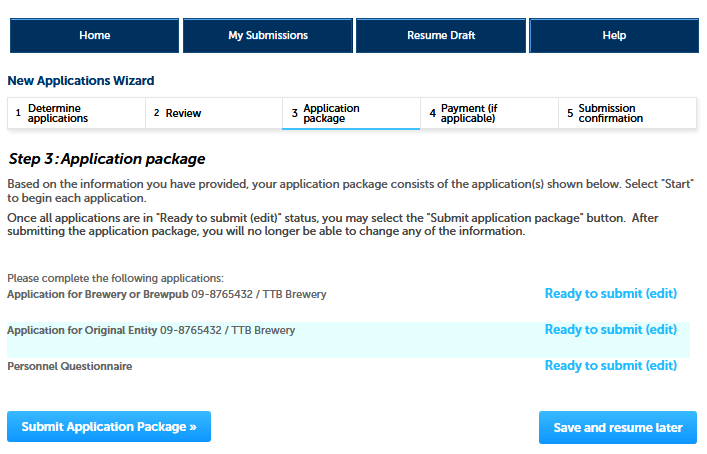 Home
My Submissions
Resume Draft
Help
New Applications Wizard
1 Determine applications
2 Review
3 Application package
4 Payment (if applicable)
5 Submission confirmation
Step 3: Application package
Based on the information you have provided, your application package consists of the application(s) shown below. Select "Start"
to begin each application.
Once all applications are in "Ready to submit (edit)" status, you may select the "Submit application package" button. After
submitting the application package, you will no longer be able to change any of the information.
Please complete the following applications:
Application for Brewery or Brewpub 09-8765432 / TTB Brewery
Ready to submit (edit)
Application for Original Entity 09-8765432 / TTB Brewery
Ready to submit (edit)
Personnel Questionnaire
Ready to submit (edit)
Submit Application Package »
Save and resume later